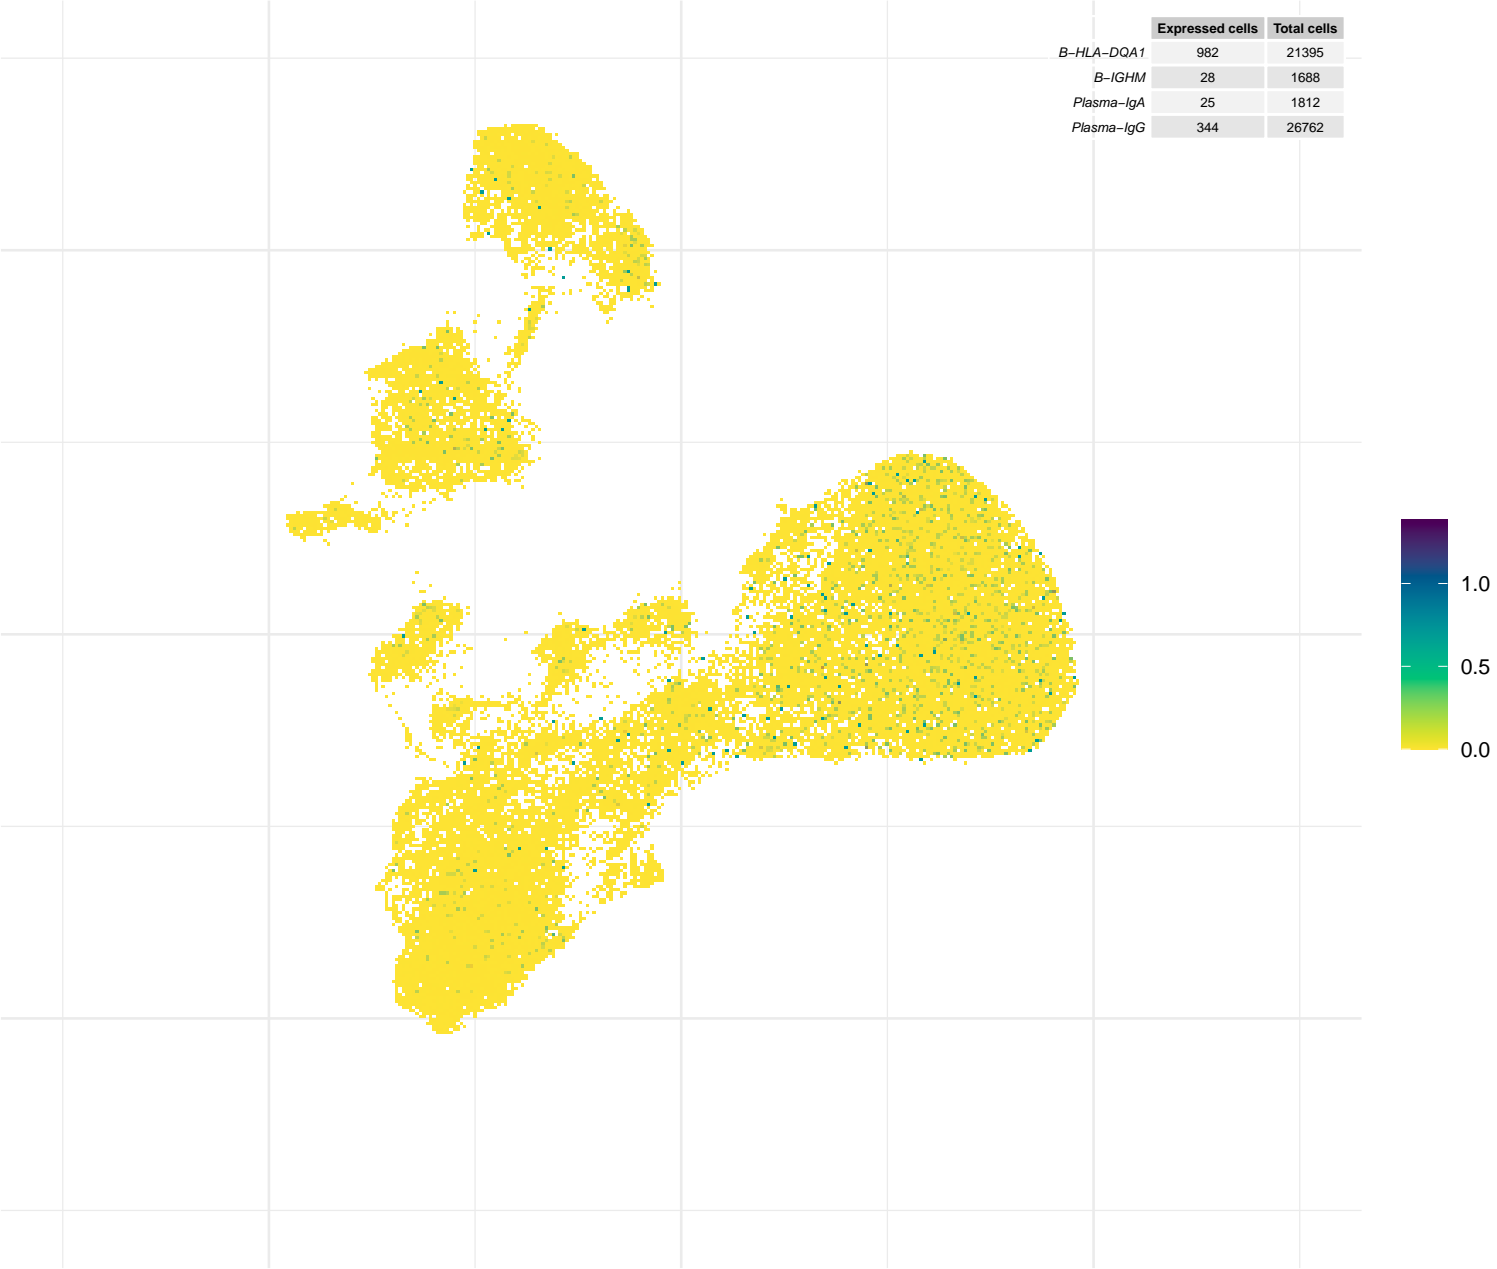 Expressed cells Total cells
B−HLA−DQA1 982 21395
B−IGHM 28 1688
Plasma−IgA 25 1812
Plasma−IgG 344 26762
1.0
0.5
0.0